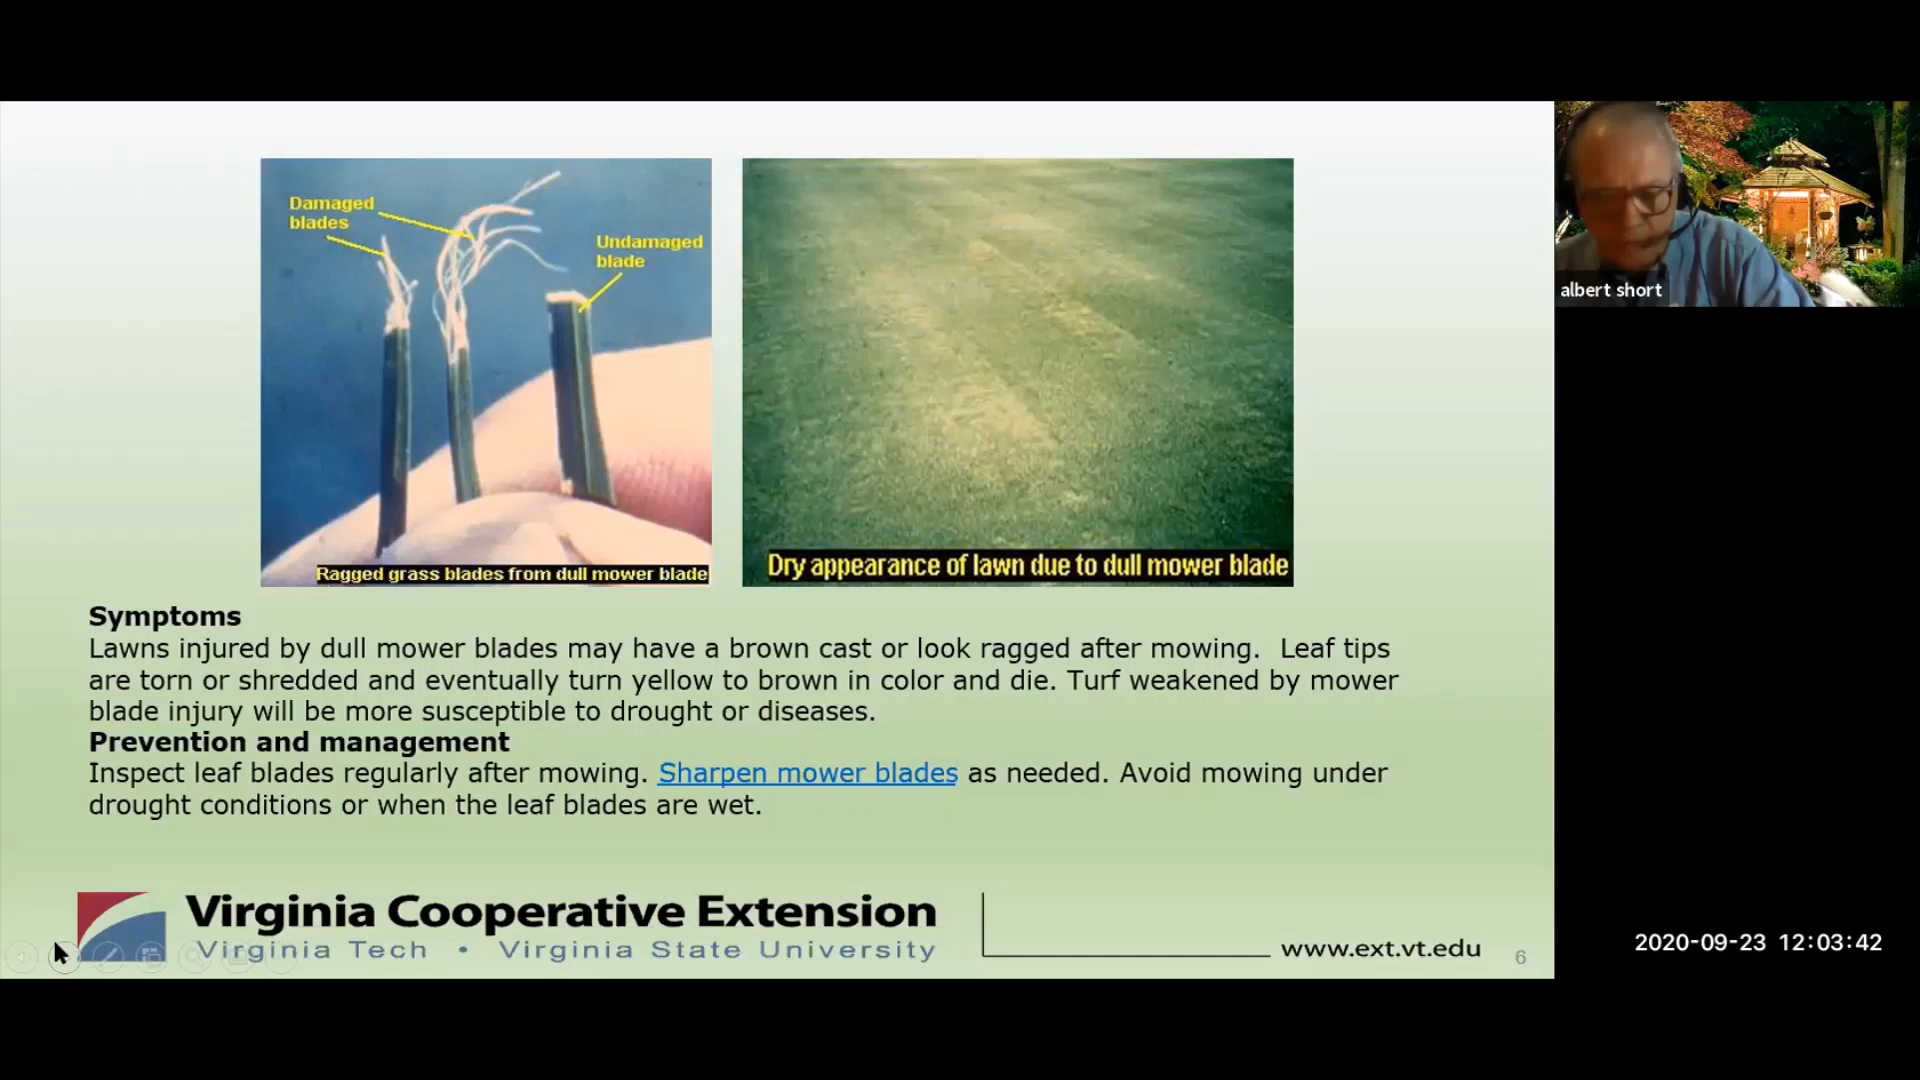 Damaged
blades
Undamaged
blade
Ragged grass blades from dull mower blade
Dry appearance of lawn due to dull mower blade
albert short
Symptoms
Lawns injured by dull mower blades may have a brown cast or look ragged after mowing.  Leaf tips
are torn or shredded and eventually turn yellow to brown in color and die. Turf weakened by mower
blade injury will be more susceptible to drought or diseases.
Prevention and management
Inspect leaf blades regularly after mowing. Sharpen mower blades as needed. Avoid mowing under
drought conditions or when the leaf blades are wet.
Virginia Cooperative Extension
Virginia Tech • Virginia State University
www.ext.vt.edu
6
2020-09-23 12:03:42